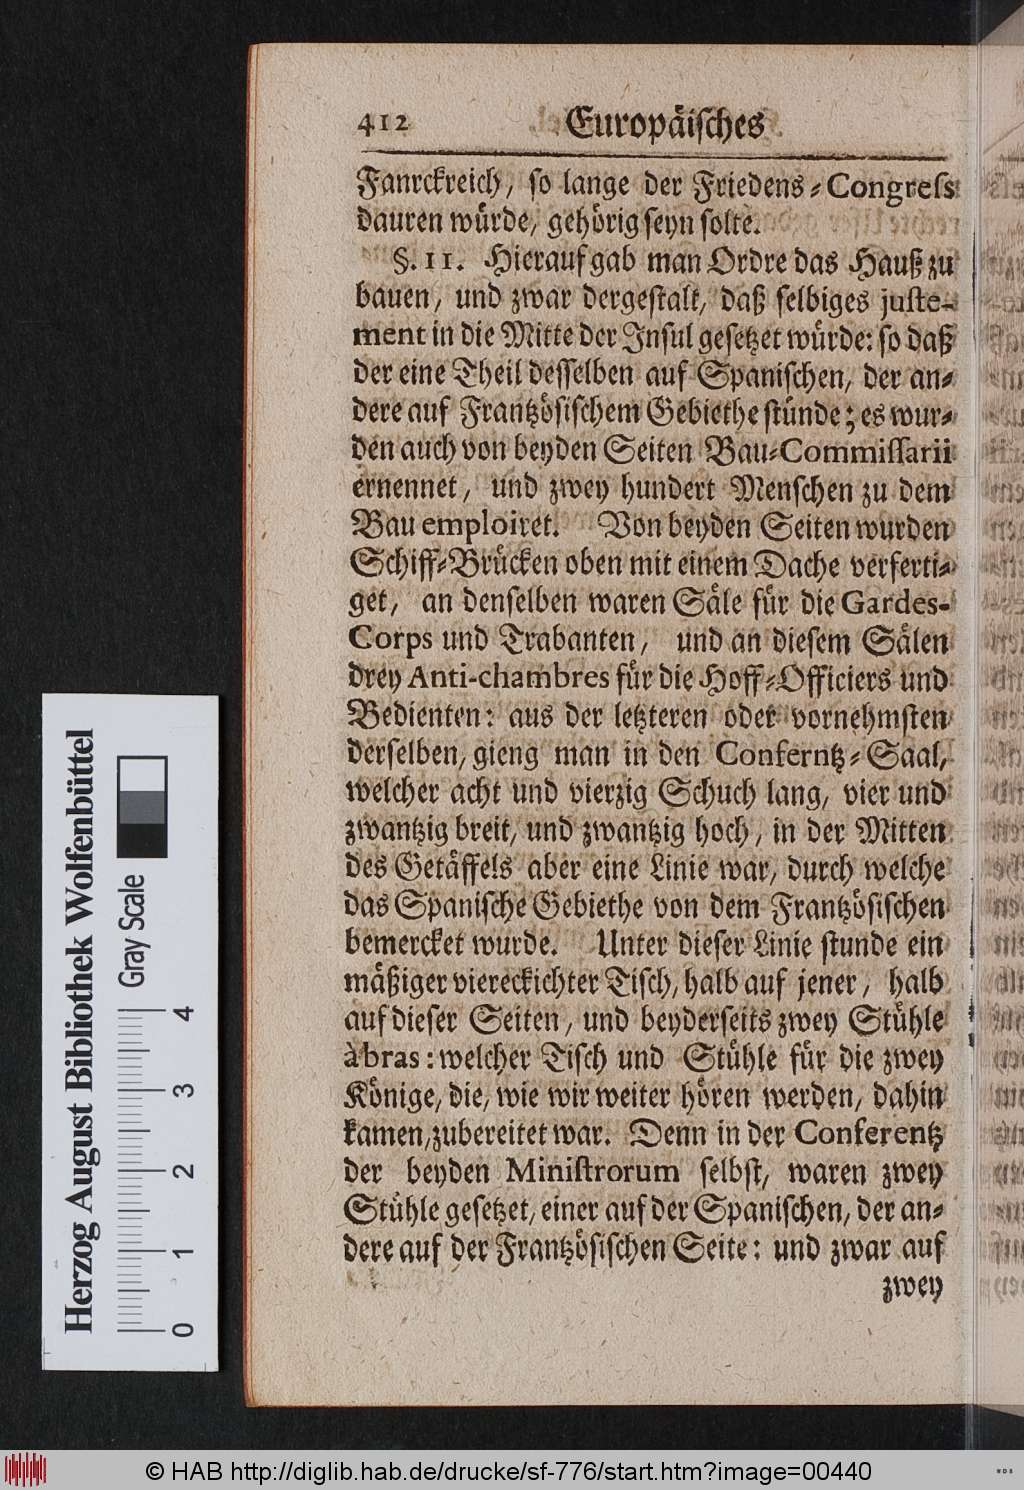 412 Europäisches
Fanrckreich, so lange der Friedens-Congress
dauren würde, gehörig seyn solte.
§. 11. Hierauf gab man Ordre das Hauß zu
bauen, und zwar dergestalt, daß selbiges juste-
ment in die Mitte der Insul gesetzet würde: so daß
der eine Theil desselben auf Spanischen, der an-
dere auf Frantzösischem Gebiethe stünde; es wur-
den auch von beyden Seiten Bau-Commissarii
ernennet, und zwey hundert Menschen zu dem
Bau emploiret. Von beyden Seiten wurden
Schiff-Brücken oben mit einem Dache verferti-
get, an denselben waren Säle für die Gardes-
Corps und Trabanten, und an diesem Sälen
drey Anti-chambres für die Hoff-Officiers und
Bedienten: aus der letzteren oder vornehmsten
derselben, gieng man in den Conferntz-Saal,
welcher acht und vierzig Schuch lang, vier und
zwantzig breit, und zwantzig hoch, in der Mitten
des Getäffels aber eine Linie war, durch welche
das Spanische Gebiethe von dem Frantzösischen
bemercket wurde. Unter dieser Linie stunde ein
mäßiger viereckichter Tisch, halb auf jener, halb
auf dieser Seiten, und beyderseits zwey Stühle
à bras: welcher Tisch und Stühle für die zwey
Könige, die, wie wir weiter hören werden, dahin
kamen, zubereitet war. Denn in der Conferentz
der beyden Ministrorum selbst, waren zwey
Stühle gesetzet, einer auf der Spanischen, der an-
dere auf der Frantzösischen Seite: und zwar auf
zwey
Herzog August Bibliothek Wolfenbüttel
Gray Scale
0 1 2 3 4
© HAB http://diglib.hab.de/drucke/sf-776/start.htm?image=00440